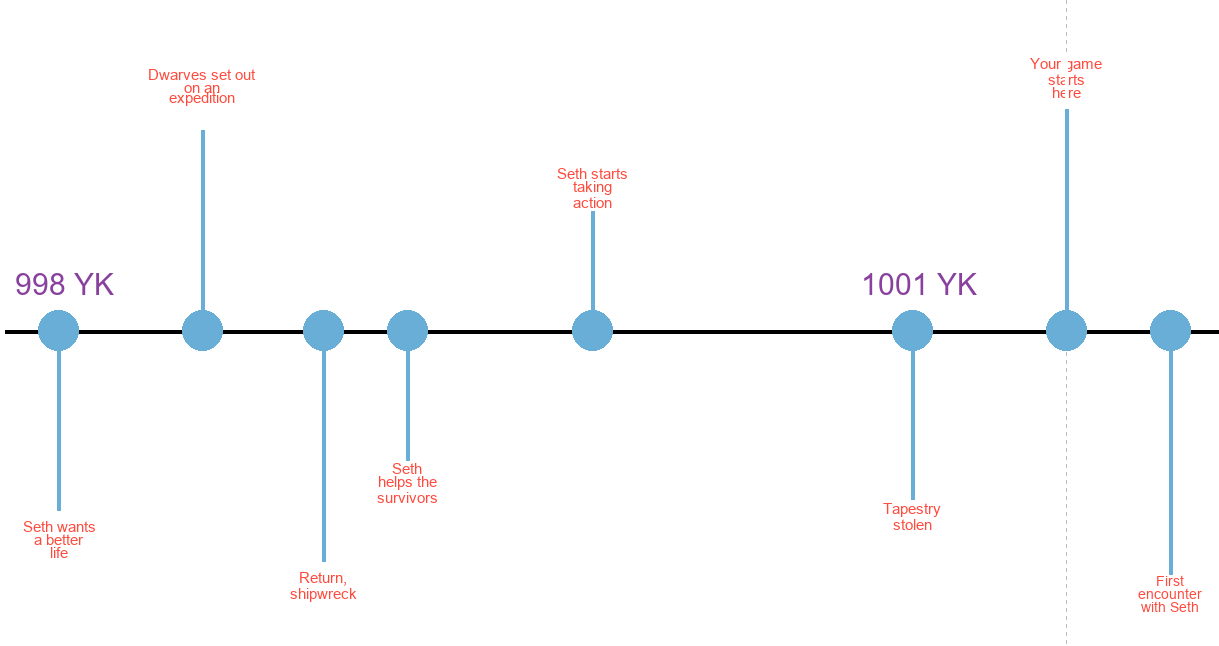 Your game
starts
here
Dwarves set out
on an
expedition
Seth starts
taking
action
998 YK
1001 YK
Seth
helps the
survivors
Tapestry
stolen
Seth wants
a better
life
Return,
shipwreck
First
encounter
with Seth